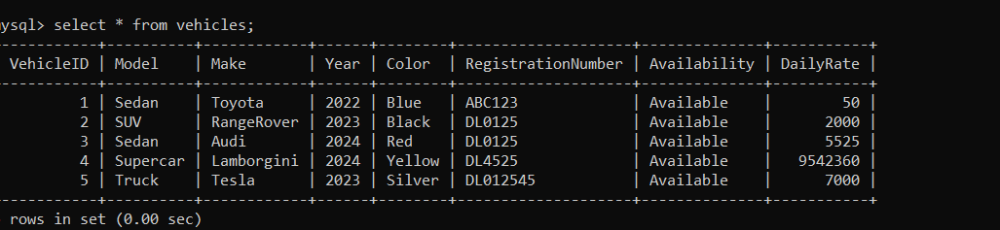 mysql> select * from vehicles;
-----------+----------+------------+------+--------+--------------------+--------------+-----------+
VehicleID | Model | Make | Year | Color | RegistrationNumber | Availability | DailyRate |
-----------+----------+------------+------+--------+--------------------+--------------+-----------+
1 | Sedan | Toyota | 2022 | Blue | ABC123 | Available | 50 |
2 | SUV | RangeRover | 2023 | Black | DL0125 | Available | 2000 |
3 | Sedan | Audi | 2024 | Red | DL0125 | Available | 5525 |
4 | Supercar | Lamborgini | 2024 | Yellow | DL4525 | Available | 9542360 |
5 | Truck | Tesla | 2023 | Silver | DL012545 | Available | 7000 |
-----------+----------+------------+------+--------+--------------------+--------------+-----------+
rows in set (0.00 sec)